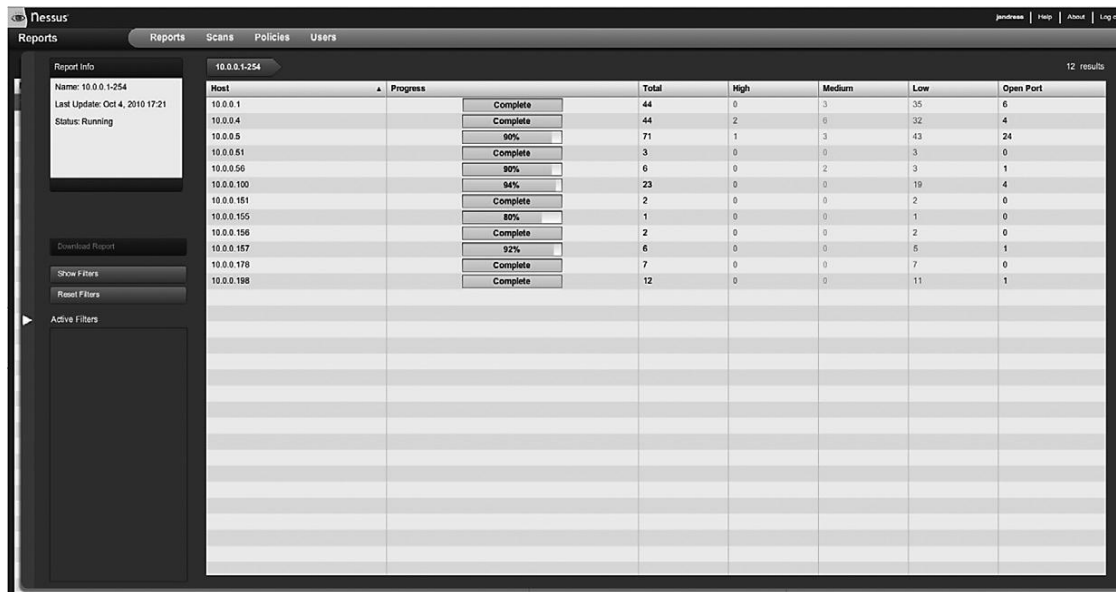 nessus
jandress | Help | About | Log
Reports Reports Scans Policies Users
Report Info
Name: 10.0.0.1-254
Last Update: Oct 4, 2010 17:21
Status: Running
Download Report
Show Filters
Reset Filters
Active Filters
10.0.0.1-254 12 results
Host Progress Total High Medium Low Open Port
10.0.0.1 Complete 44 0 3 35 6
10.0.0.4 Complete 44 2 6 32 4
10.0.0.5 90% 71 1 3 43 24
10.0.0.51 Complete 3 0 0 3 0
10.0.0.56 90% 6 0 2 3 1
10.0.0.100 94% 23 0 0 19 4
10.0.0.151 Complete 2 0 0 2 0
10.0.0.155 80% 1 0 0 1 0
10.0.0.156 Complete 2 0 0 2 0
10.0.0.157 92% 6 0 0 5 1
10.0.0.178 Complete 7 0 0 7 0
10.0.0.198 Complete 12 0 0 11 1